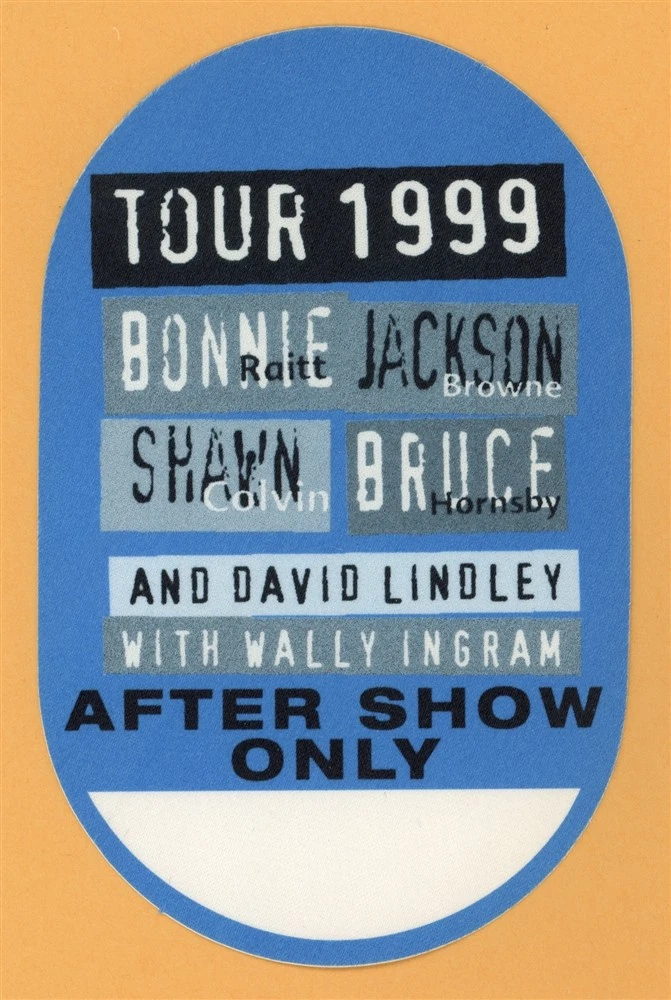 TOUR 1999
BONNIE Raitt
JACKSON Browne
SHAWN Colvin
BRUCE Hornsby
AND DAVID LINDLEY
WITH WALLY INGRAM
AFTER SHOW
ONLY